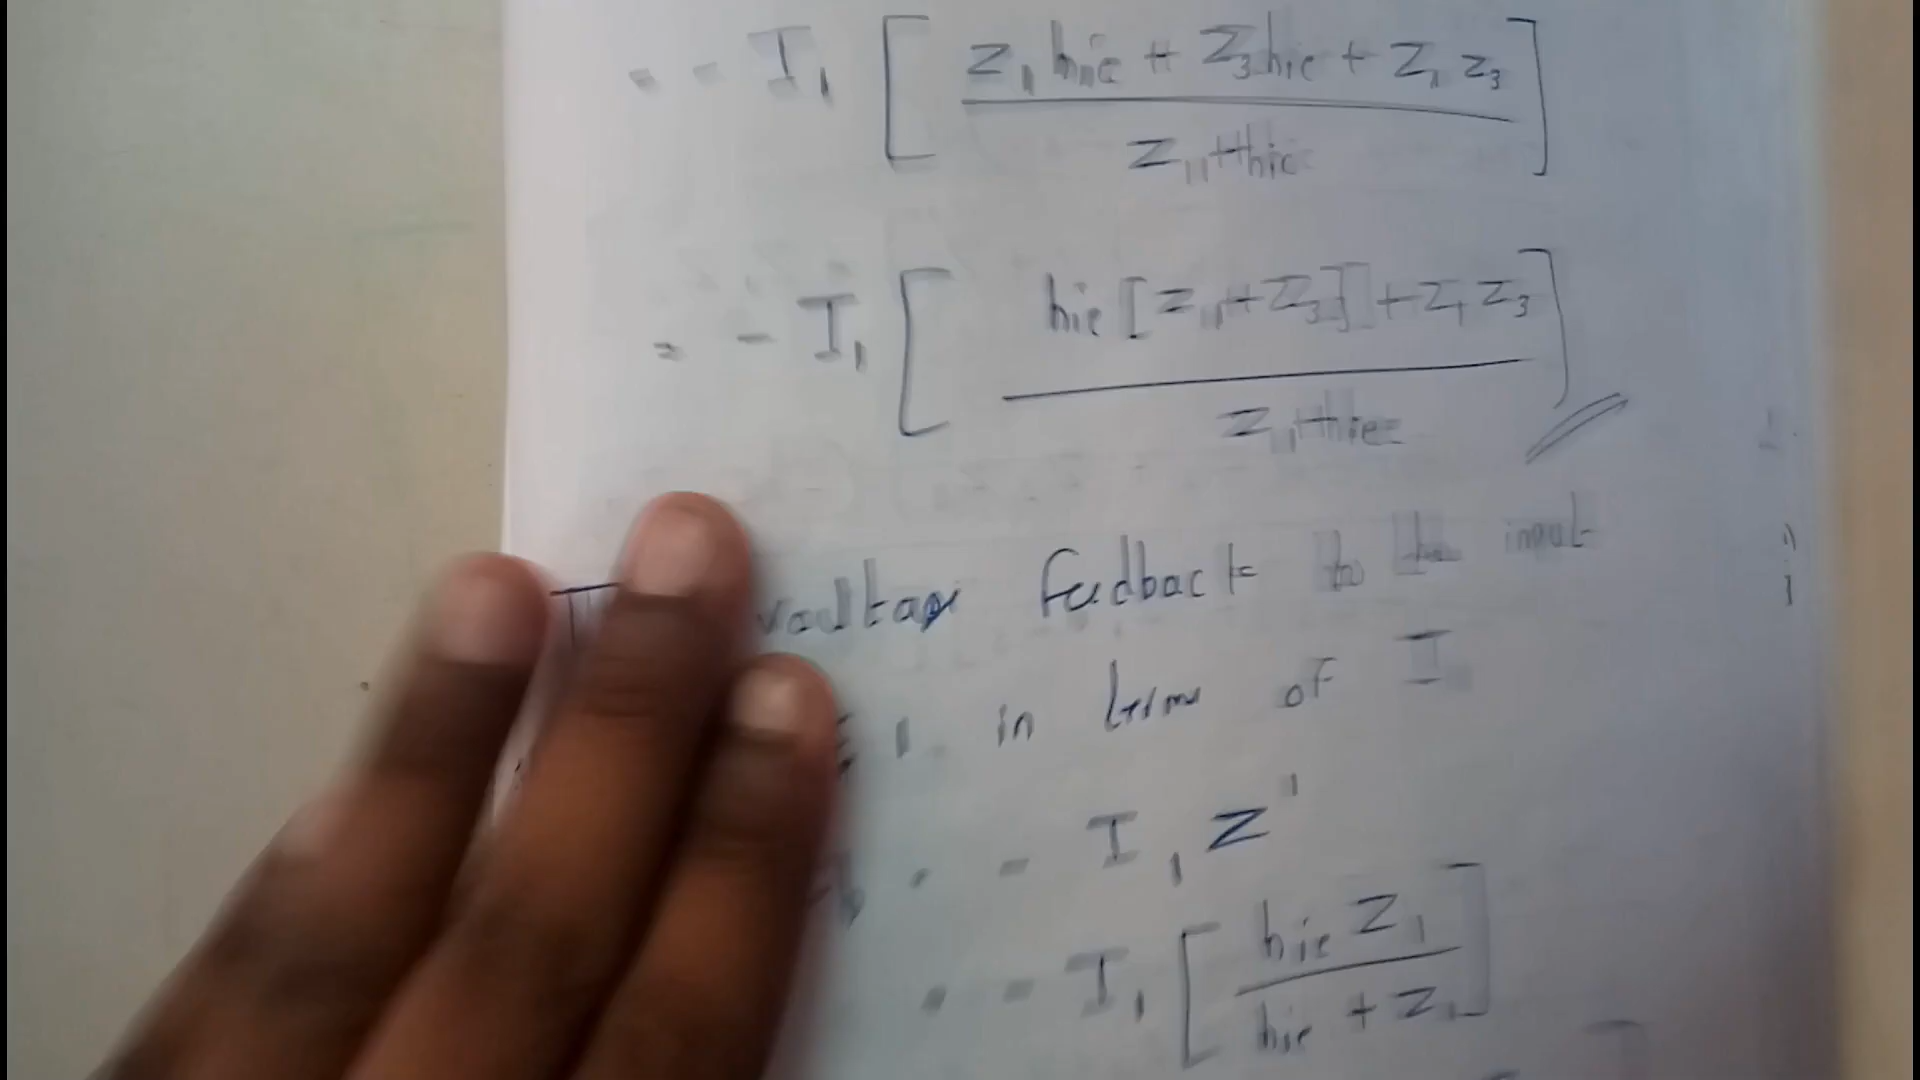 = - I₁ [ Z₁ hie + Z₃ hie + Z₁ Z₃ / Z₁ + hie ]
= - I₁ [ hie [Z₁ + Z₃] + Z₁ Z₃ / Z₁ + hie ]
voltage feedback to the input
1 in terms of I
= - I₁ Z'
= - I₁ [ hie Z₁ / hie + Z₁ ]